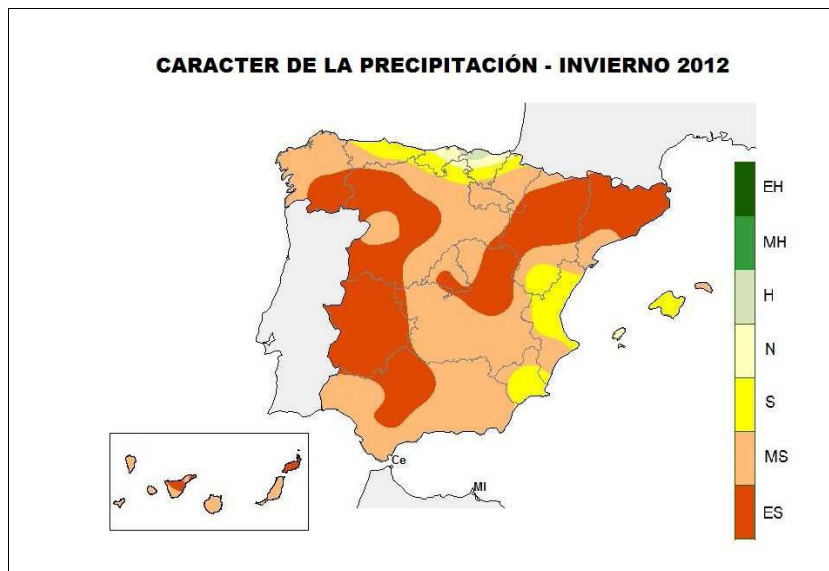 CARACTER DE LA PRECIPITACIÓN - INVIERNO 2012
EH
MH
H
N
S
MS
ES
Ce
Ml